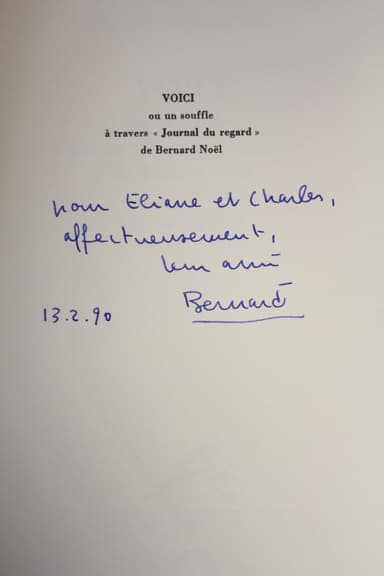 VOICI
ou un souffle
à travers « Journal du regard »
de Bernard Noël
pour Eliane et Charles,
affectueusement,
leur ami
Bernard
13.2.90